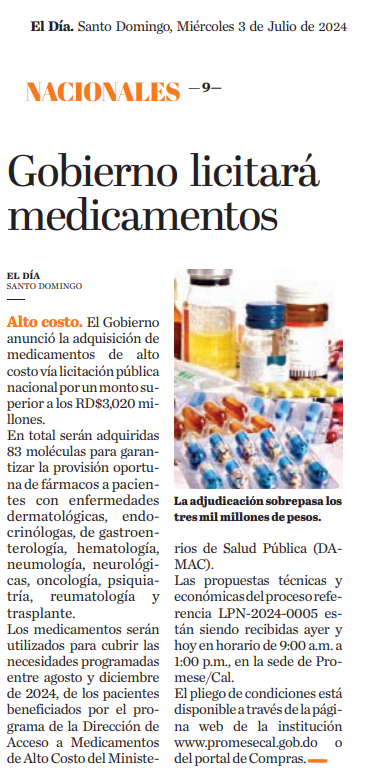 El Día. Santo Domingo, Miércoles 3 de Julio de 2024
NACIONALES —9—
Gobierno licitará
medicamentos
EL DÍA
SANTO DOMINGO
Alto costo. El Gobierno
anunció la adquisición de
medicamentos de alto
costo vía licitación pública
nacional por un monto su-
perior a los RD$3,020 mi-
llones.
En total serán adquiridas
83 moléculas para garan-
tizar la provisión oportu-
na de fármacos a pacien-
tes con enfermedades
dermatológicas, endo-
crinólogas, de gastroen-
terología, hematología,
neumología, neurológi-
cas, oncología, psiquia-
tría, reumatología y
trasplante.
Los medicamentos serán
utilizados para cubrir las
necesidades programadas
entre agosto y diciembre
de 2024, de los pacientes
beneficiados por el pro-
grama de la Dirección de
Acceso a Medicamentos
de Alto Costo del Ministe-
La adjudicación sobrepasa los
tres mil millones de pesos.
rios de Salud Pública (DA-
MAC).
Las propuestas técnicas y
económicas del proceso refe-
rencia LPN-2024-0005 es-
tán siendo recibidas ayer y
hoy en horario de 9:00 a.m. a
1:00 p.m., en la sede de Pro-
mese/Cal.
El pliego de condiciones está
disponible a través de la pági-
na web de la institución
www.promesecal.gob.do o
del portal de Compras.